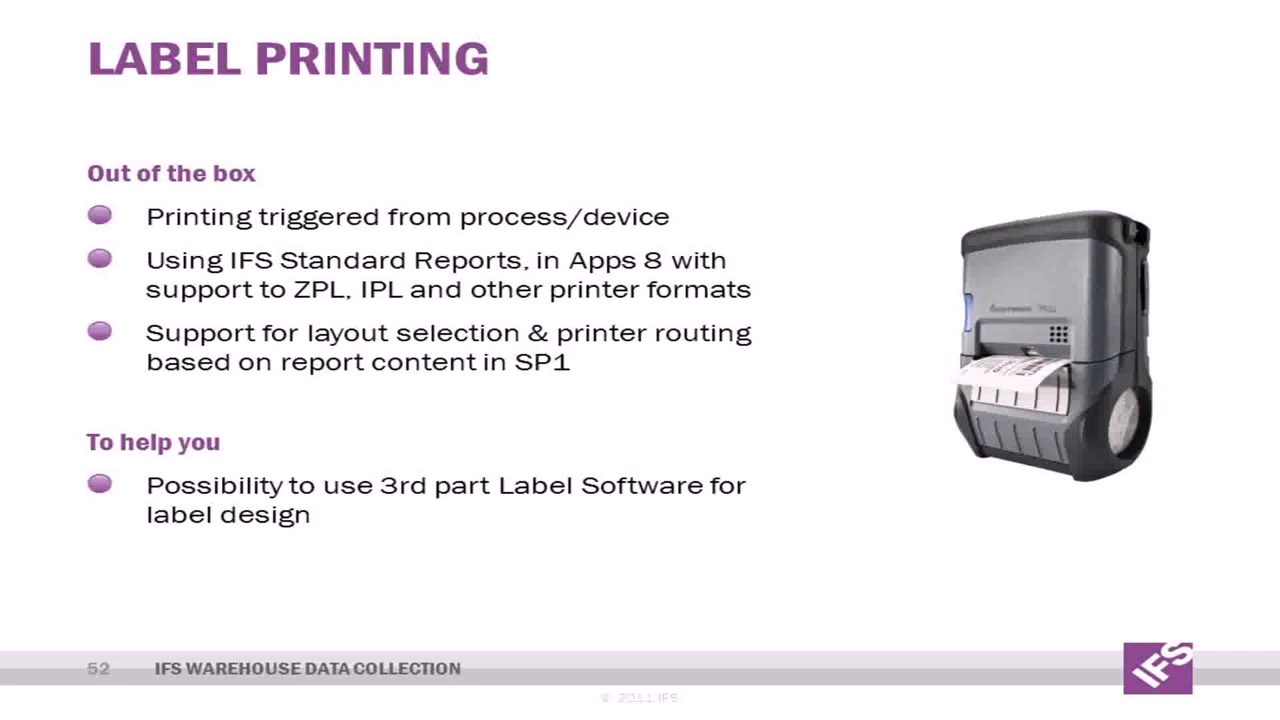 LABEL PRINTING
Out of the box
Printing triggered from process/device
Using IFS Standard Reports, in Apps 8 with
support to ZPL, IPL and other printer formats
Support for layout selection & printer routing
based on report content in SP1
To help you
Possibility to use 3rd part Label Software for
label design
52 IFS WAREHOUSE DATA COLLECTION
IFS
© 2011 IFS